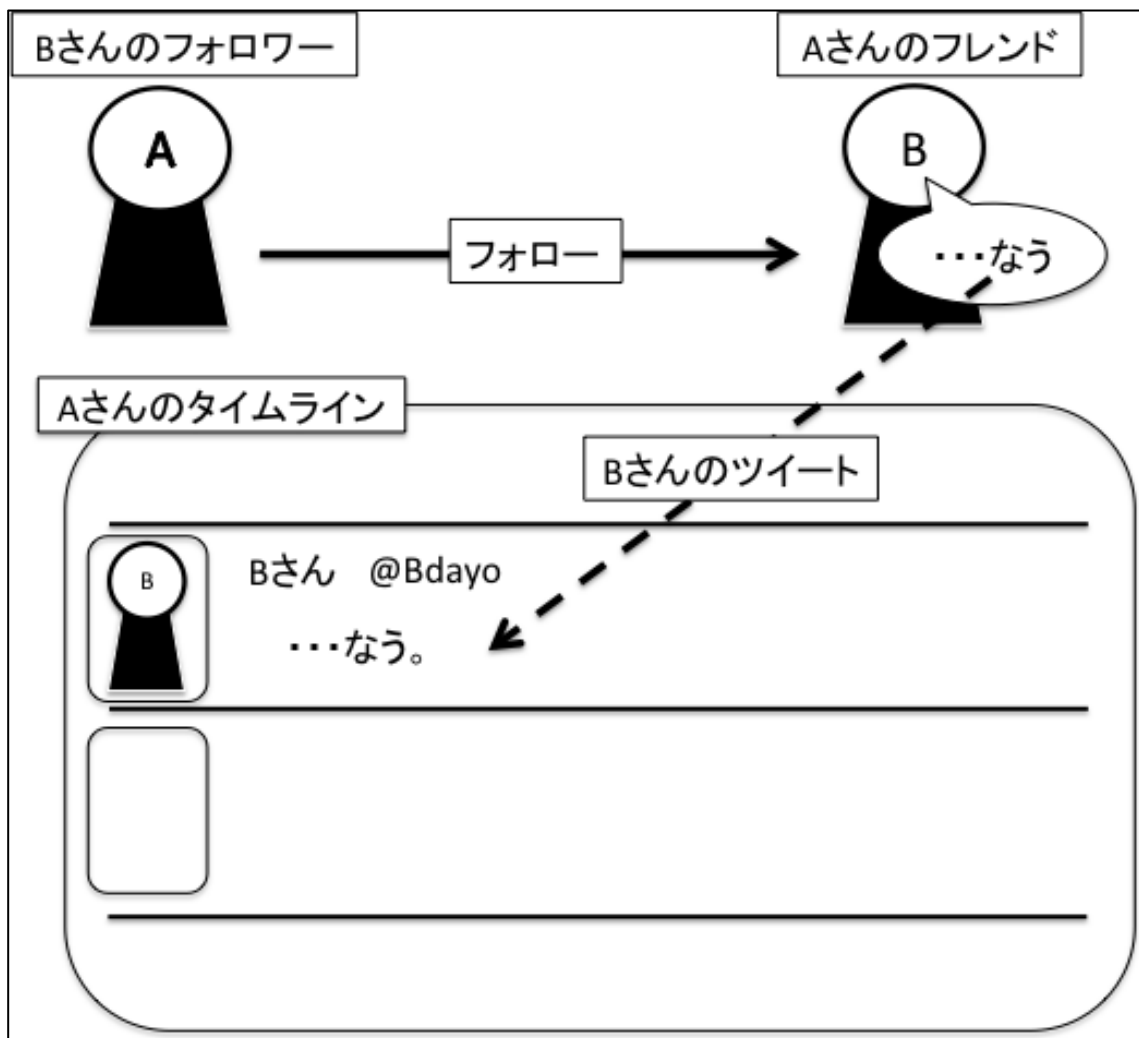 Bさんのフォロワー
Aさんのフレンド
A
B
フォロー
・・・なう
Aさんのタイムライン
Bさんのツイート
B
Bさん　@Bdayo
・・・なう。